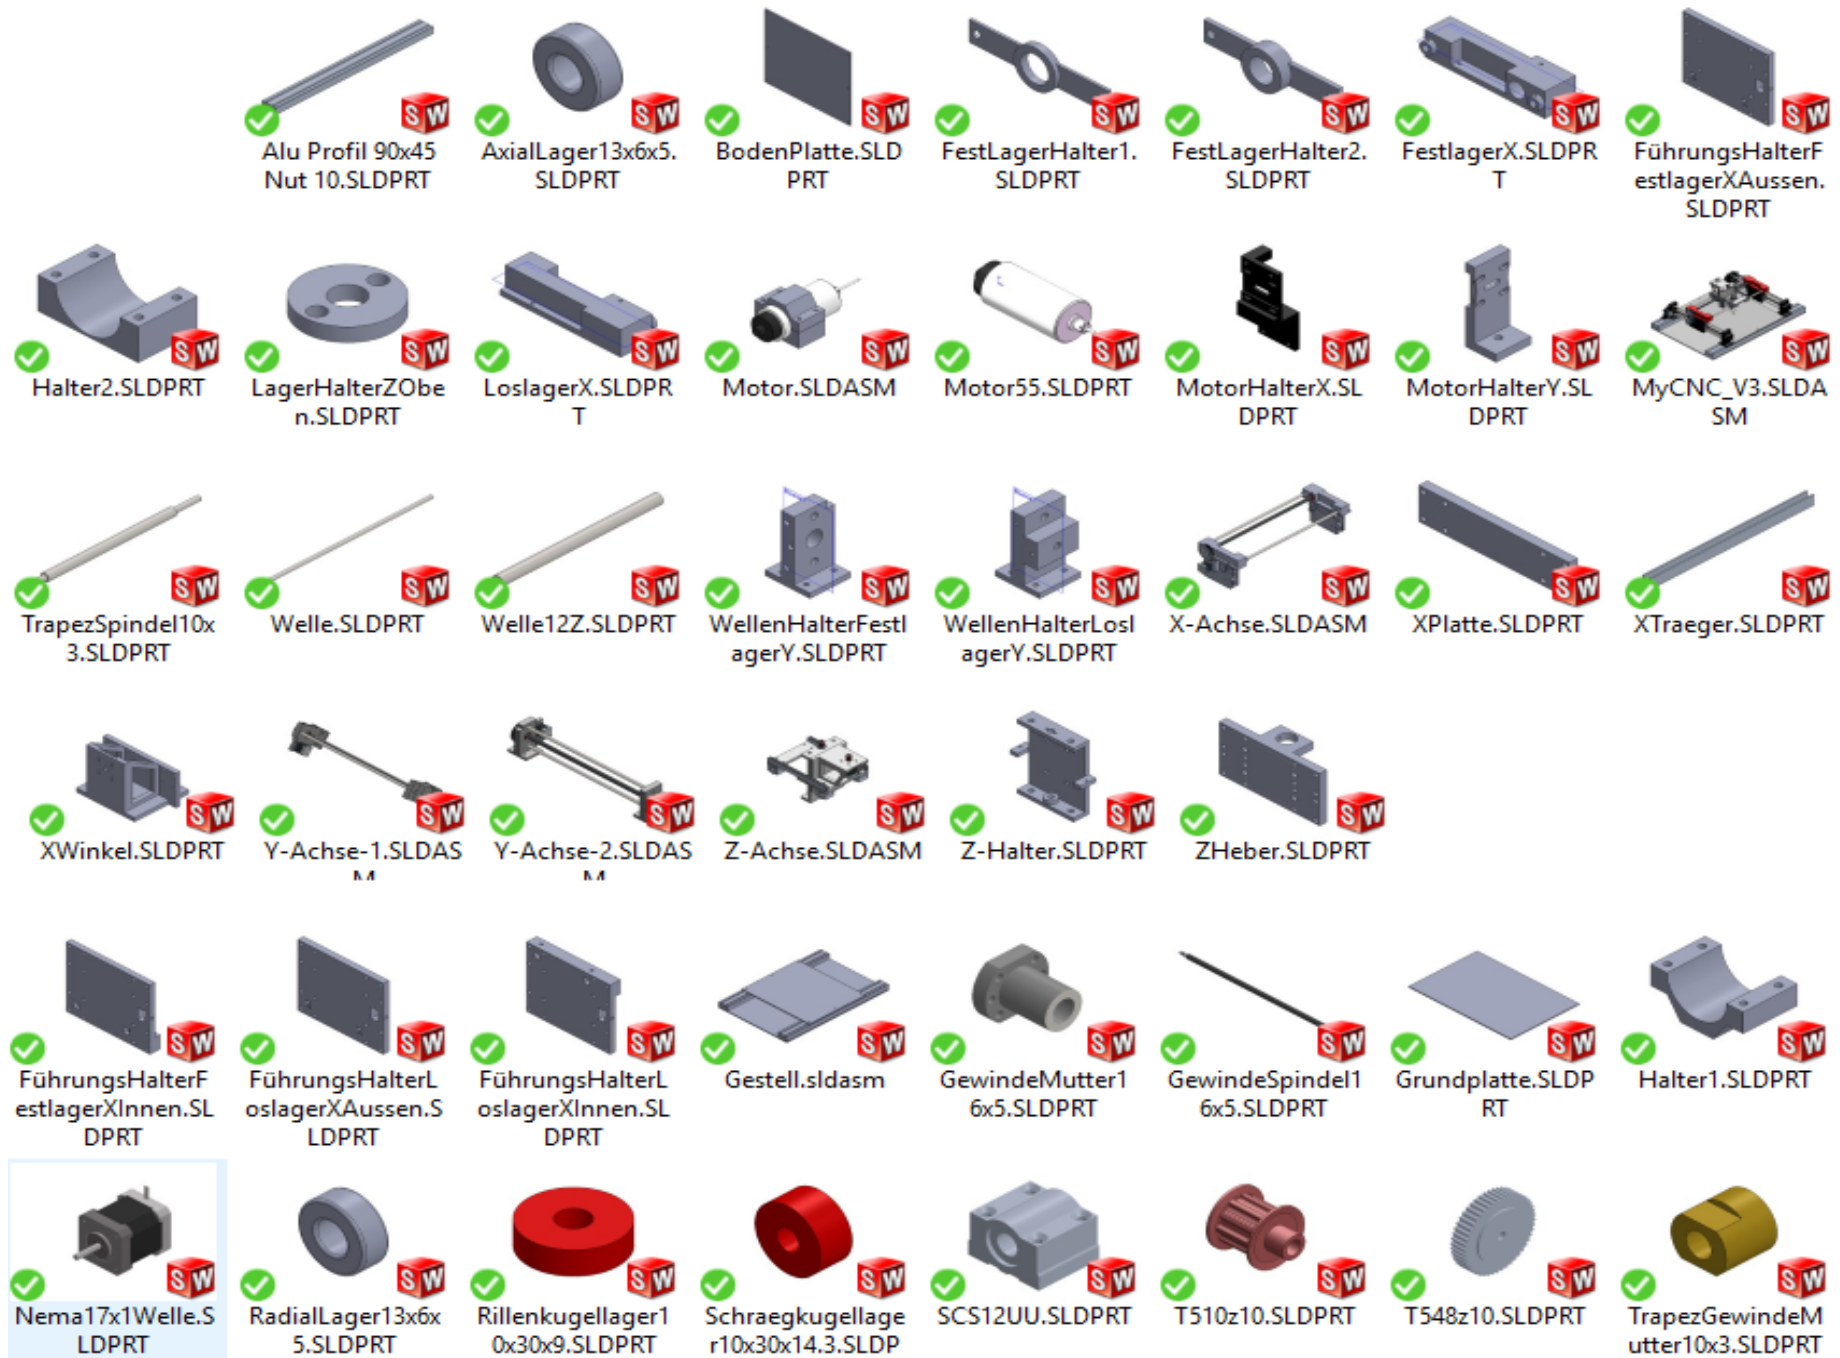 Alu Profil 90x45
Nut 10.SLDPRT
AxialLager13x6x5.
SLDPRT
BodenPlatte.SLD
PRT
FestLagerHalter1.
SLDPRT
FestLagerHalter2.
SLDPRT
FestlagerX.SLDPR
T
FührungsHalterF
estlagerXAussen.
SLDPRT
Halter2.SLDPRT
LagerHalterZObe
n.SLDPRT
LoslagerX.SLDPR
T
Motor.SLDASM
Motor55.SLDPRT
MotorHalterX.SL
DPRT
MotorHalterY.SL
DPRT
MyCNC_V3.SLDA
SM
TrapezSpindel10x
3.SLDPRT
Welle.SLDPRT
Welle12Z.SLDPRT
WellenHalterFestl
agerY.SLDPRT
WellenHalterLosl
agerY.SLDPRT
X-Achse.SLDASM
XPlatte.SLDPRT
XTraeger.SLDPRT
XWinkel.SLDPRT
Y-Achse-1.SLDAS
M
Y-Achse-2.SLDAS
M
Z-Achse.SLDASM
Z-Halter.SLDPRT
ZHeber.SLDPRT
FührungsHalterF
estlagerXInnen.SL
DPRT
FührungsHalterL
oslagerXAussen.S
LDPRT
FührungsHalterL
oslagerXInnen.SL
DPRT
Gestell.sldasm
GewindeMutter1
6x5.SLDPRT
GewindeSpindel1
6x5.SLDPRT
Grundplatte.SLDP
RT
Halter1.SLDPRT
Nema17x1Welle.S
LDPRT
RadialLager13x6x
5.SLDPRT
Rillenkugellager1
0x30x9.SLDPRT
Schraegkugellage
r10x30x14.3.SLDP
SCS12UU.SLDPRT
T510z10.SLDPRT
T548z10.SLDPRT
TrapezGewindeM
utter10x3.SLDPRT